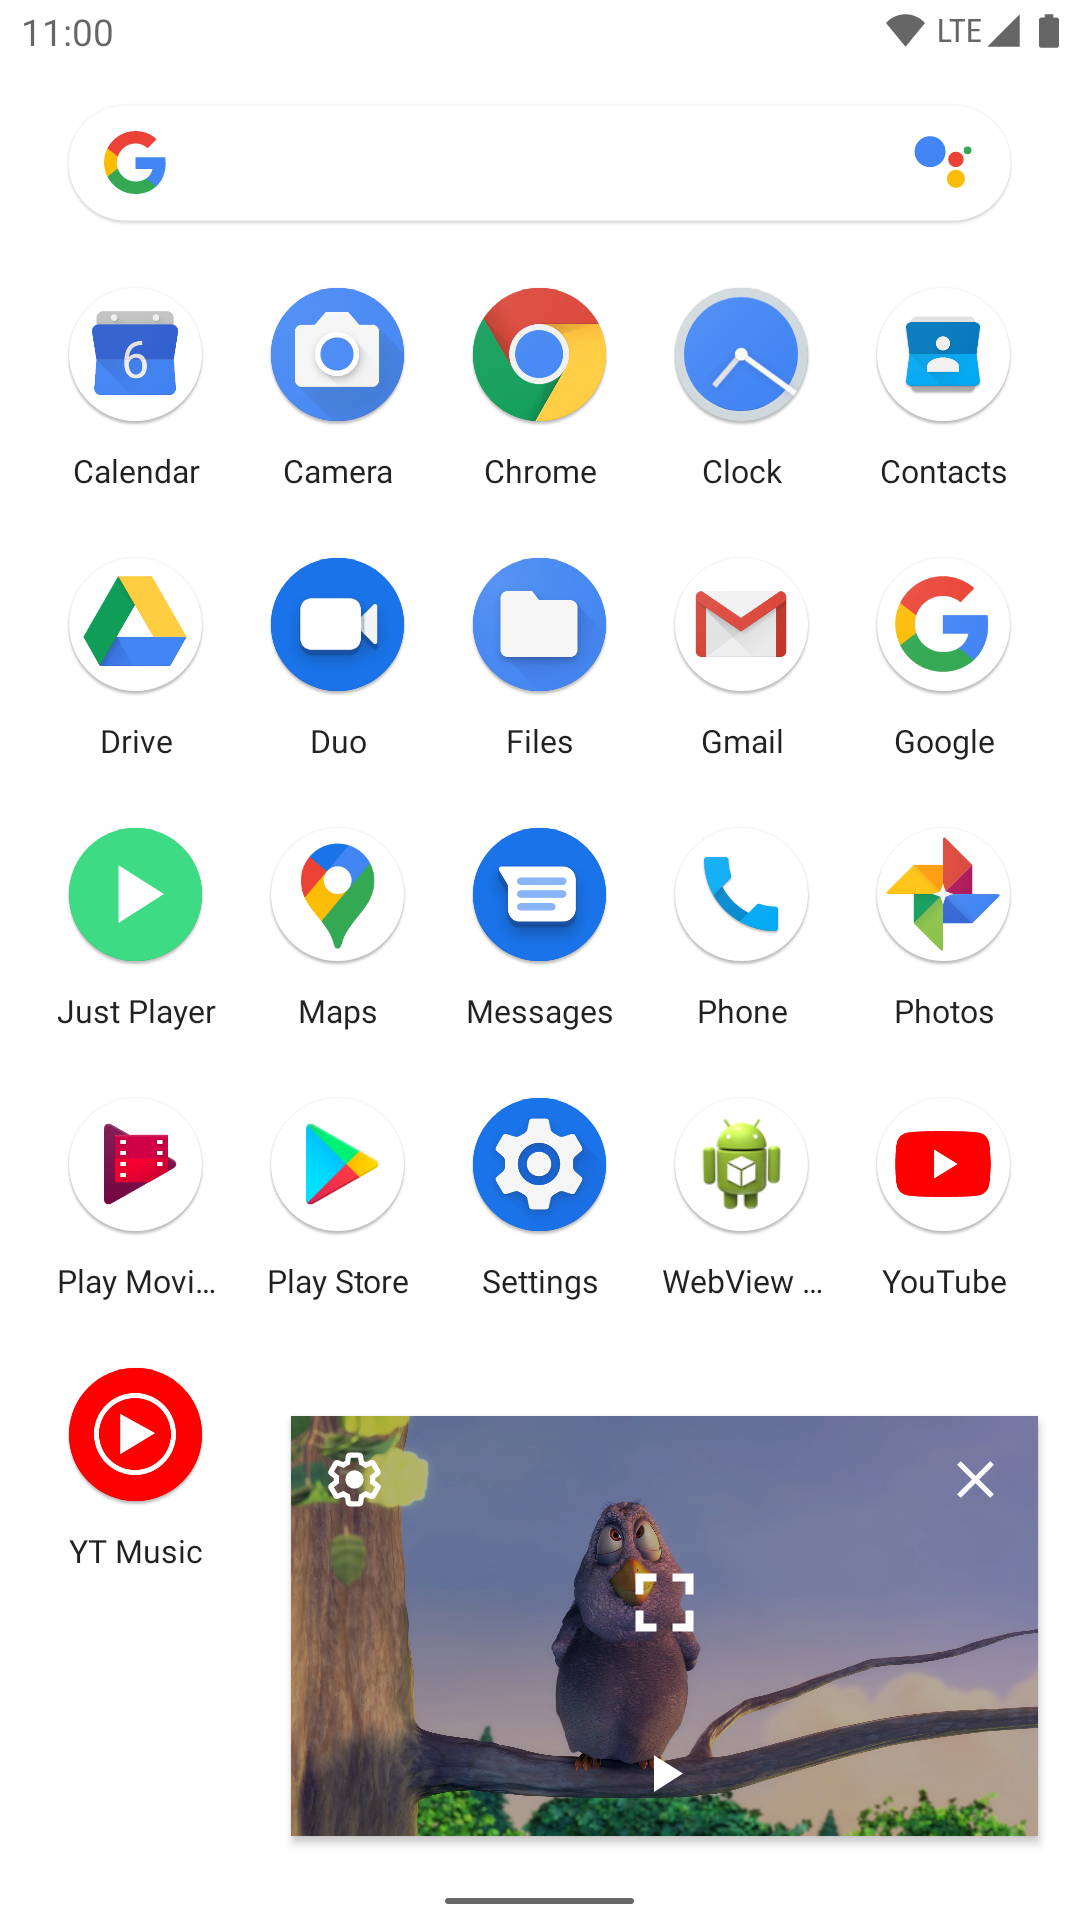 11:00 LTE
6
Calendar Camera Chrome Clock Contacts
Drive Duo Files Gmail Google
Just Player Maps Messages Phone Photos
Play Movi... Play Store Settings WebView ... YouTube
YT Music